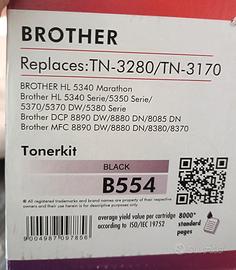 BROTHER
Replaces:TN-3280/TN-3170
BROTHER HL 5340 Marathon
Brother HL 5340 Serie/5350 Serie/
5370/5370 DW/5380 Serie
Brother DCP 8890 DW/8880 DN/8085 DN
Brother MFC 8890 DW/8880 DN/8380/8370
Tonerkit
BLACK
B554
® All registered brand names are property of their respective
owners and their use herein is for descriptive purposes only
average yield value per cartridge
according to ISO/IEC 19752
8000*
standard
pages
9004987097856